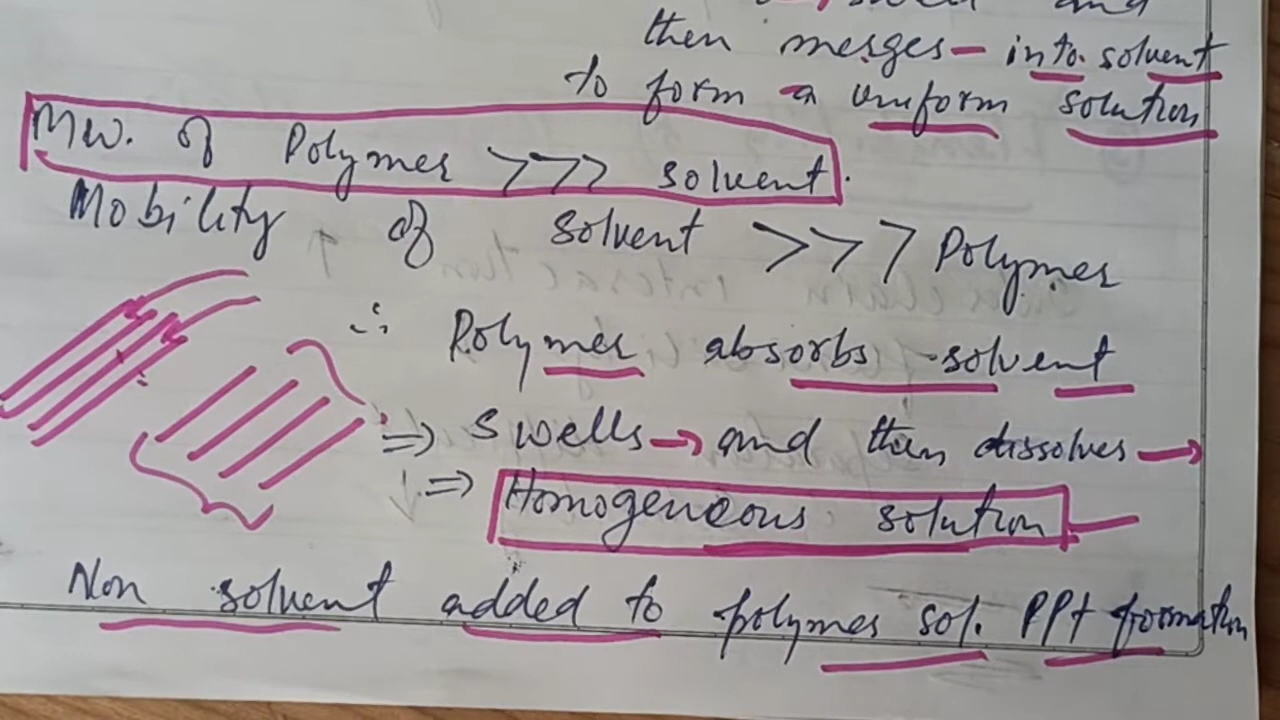 and
then merges - into solvent
to form a uniform solution
MW. of Polymer >>> solvent.
Mobility of solvent >>> Polymer
∴ Polymer absorbs solvent
⇒ Swells → and then dissolves →
⇒ Homogeneous solution
Non solvent added to polymer sol. PPt formation